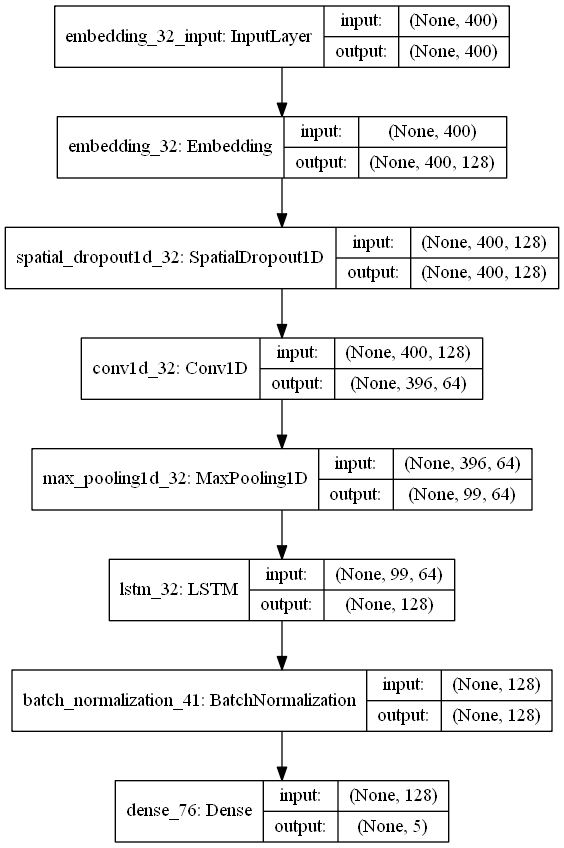 embedding_32_input: InputLayer
input: (None, 400)
output: (None, 400)
embedding_32: Embedding
input: (None, 400)
output: (None, 400, 128)
spatial_dropout1d_32: SpatialDropout1D
input: (None, 400, 128)
output: (None, 400, 128)
conv1d_32: Conv1D
input: (None, 400, 128)
output: (None, 396, 64)
max_pooling1d_32: MaxPooling1D
input: (None, 396, 64)
output: (None, 99, 64)
lstm_32: LSTM
input: (None, 99, 64)
output: (None, 128)
batch_normalization_41: BatchNormalization
input: (None, 128)
output: (None, 128)
dense_76: Dense
input: (None, 128)
output: (None, 5)